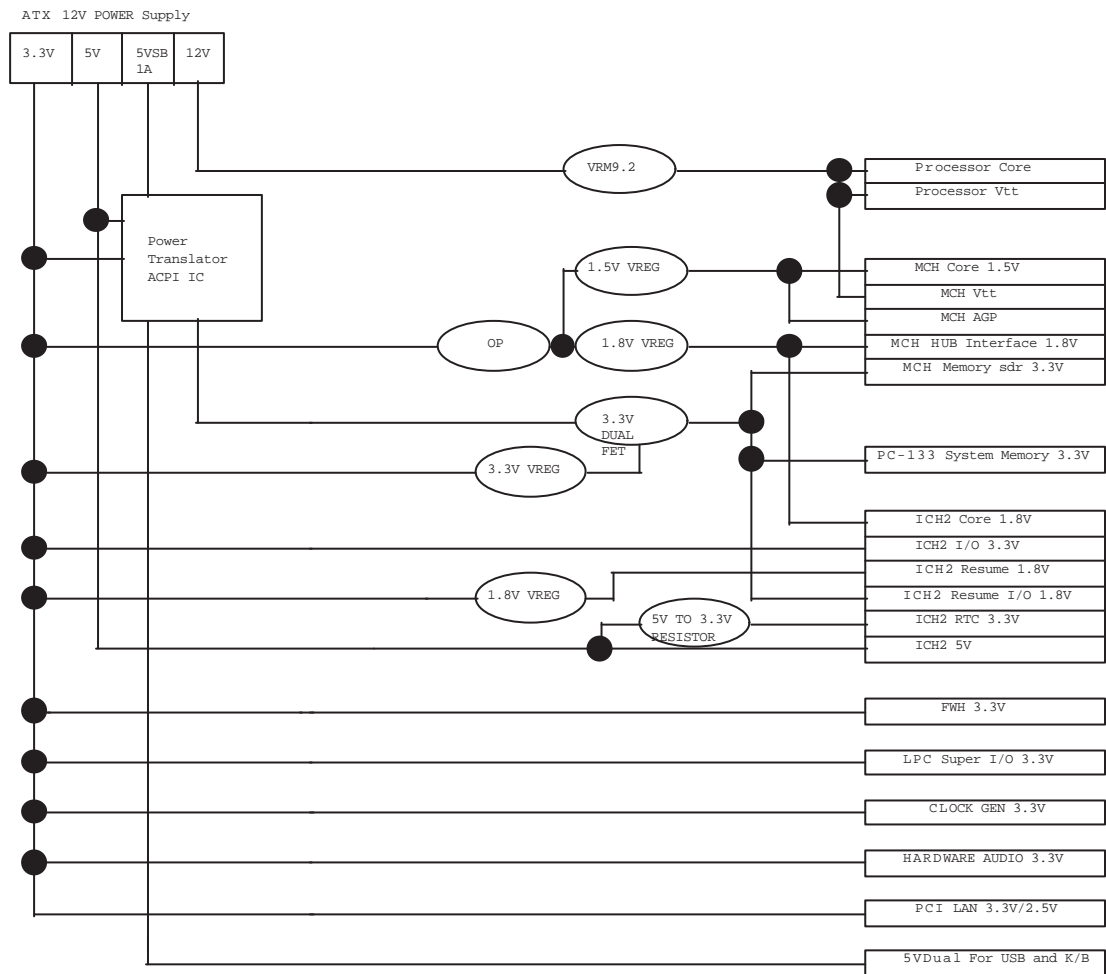 ATX 12V POWER Supply
3.3V
5V
5VSB
1A
12V
VRM9.2
Processor Core
Processor Vtt
Power
Translator
ACPI IC
1.5V VREG
MCH Core 1.5V
MCH Vtt
MCH AGP
OP
1.8V VREG
MCH HUB Interface 1.8V
MCH Memory sdr 3.3V
3.3V
DUAL
FET
3.3V VREG
PC-133 System Memory 3.3V
ICH2 Core 1.8V
ICH2 I/O 3.3V
ICH2 Resume 1.8V
1.8V VREG
ICH2 Resume I/O 1.8V
5V TO 3.3V
RESISTOR
ICH2 RTC 3.3V
ICH2 5V
FWH 3.3V
LPC Super I/O 3.3V
CLOCK GEN 3.3V
HARDWARE AUDIO 3.3V
PCI LAN 3.3V/2.5V
5VDual For USB and K/B